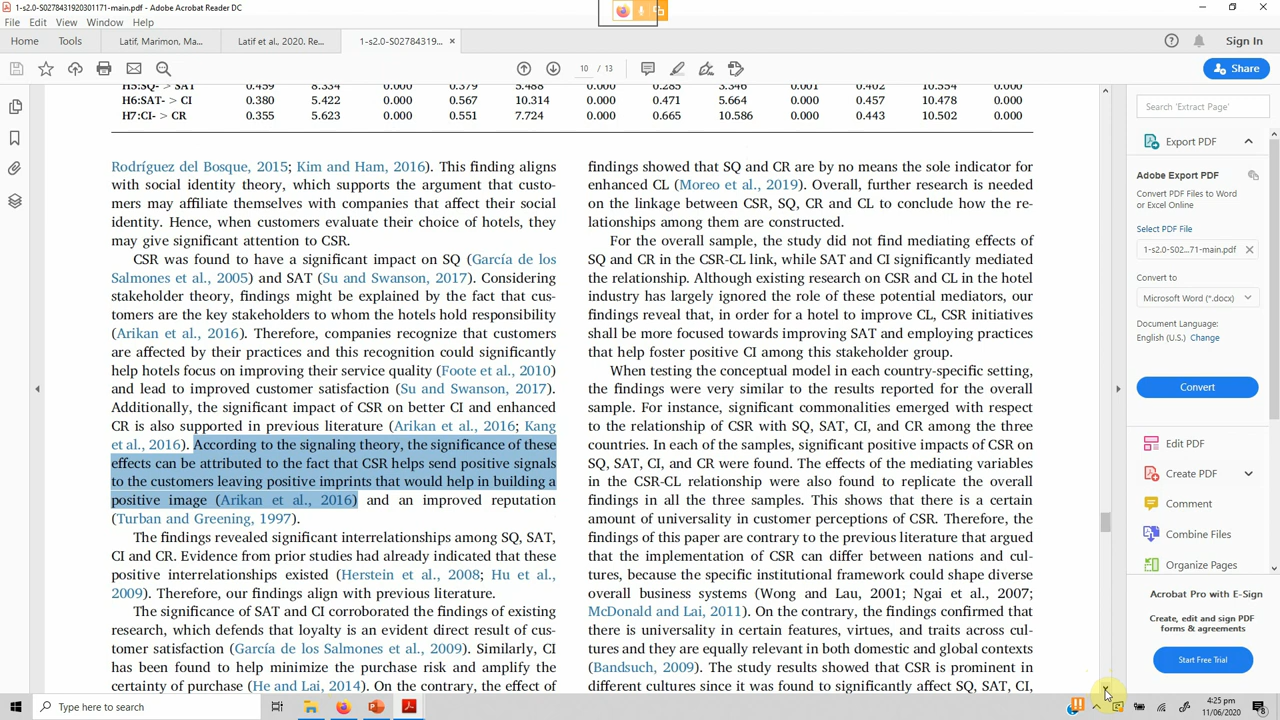 1-s2.0-S0278431920301171-main.pdf - Adobe Acrobat Reader DC
File Edit View Window Help
Home Tools Latif, Marimon, Ma... Latif et al., 2020, Re... 1-s2.0-S02784319... ×
Sign In
10 / 13
Share
H5:SQ- > SAT 0.459 8.334 0.000 0.379 5.488 0.000 0.285 3.346 0.001 0.402 10.554 0.000
H6:SAT- > CI 0.380 5.422 0.000 0.567 10.314 0.000 0.471 5.664 0.000 0.457 10.478 0.000
H7:CI- > CR 0.355 5.623 0.000 0.551 7.724 0.000 0.665 10.586 0.000 0.443 10.502 0.000
Rodríguez del Bosque, 2015; Kim and Ham, 2016). This finding aligns
with social identity theory, which supports the argument that custo-
mers may affiliate themselves with companies that affect their social
identity. Hence, when customers evaluate their choice of hotels, they
may give significant attention to CSR.
CSR was found to have a significant impact on SQ (García de los
Salmones et al., 2005) and SAT (Su and Swanson, 2017). Considering
stakeholder theory, findings might be explained by the fact that cus-
tomers are the key stakeholders to whom the hotels hold responsibility
(Arikan et al., 2016). Therefore, companies recognize that customers
are affected by their practices and this recognition could significantly
help hotels focus on improving their service quality (Foote et al., 2010)
and lead to improved customer satisfaction (Su and Swanson, 2017).
Additionally, the significant impact of CSR on better CI and enhanced
CR is also supported in previous literature (Arikan et al., 2016; Kang
et al., 2016). According to the signaling theory, the significance of these
effects can be attributed to the fact that CSR helps send positive signals
to the customers leaving positive imprints that would help in building a
positive image (Arikan et al., 2016) and an improved reputation
(Turban and Greening, 1997).
The findings revealed significant interrelationships among SQ, SAT,
CI and CR. Evidence from prior studies had already indicated that these
positive interrelationships existed (Herstein et al., 2008; Hu et al.,
2009). Therefore, our findings align with previous literature.
The significance of SAT and CI corroborated the findings of existing
research, which defends that loyalty is an evident direct result of cus-
tomer satisfaction (García de los Salmones et al., 2009). Similarly, CI
has been found to help minimize the purchase risk and amplify the
certainty of purchase (He and Lai, 2014). On the contrary, the effect of
findings showed that SQ and CR are by no means the sole indicator for
enhanced CL (Moreo et al., 2019). Overall, further research is needed
on the linkage between CSR, SQ, CR and CL to conclude how the re-
lationships among them are constructed.
For the overall sample, the study did not find mediating effects of
SQ and CR in the CSR-CL link, while SAT and CI significantly mediated
the relationship. Although existing research on CSR and CL in the hotel
industry has largely ignored the role of these potential mediators, our
findings reveal that, in order for a hotel to improve CL, CSR initiatives
shall be more focused towards improving SAT and employing practices
that help foster positive CI among this stakeholder group.
When testing the conceptual model in each country-specific setting,
the findings were very similar to the results reported for the overall
sample. For instance, significant commonalities emerged with respect
to the relationship of CSR with SQ, SAT, CI, and CR among the three
countries. In each of the samples, significant positive impacts of CSR on
SQ, SAT, CI, and CR were found. The effects of the mediating variables
in the CSR-CL relationship were also found to replicate the overall
findings in all the three samples. This shows that there is a certain
amount of universality in customer perceptions of CSR. Therefore, the
findings of this paper are contrary to the previous literature that argued
that the implementation of CSR can differ between nations and cul-
tures, because the specific institutional framework could shape diverse
overall business systems (Wong and Lau, 2001; Ngai et al., 2007;
McDonald and Lai, 2011). On the contrary, the findings confirmed that
there is universality in certain features, virtues, and traits across cul-
tures and they are equally relevant in both domestic and global contexts
(Bandsuch, 2009). The study results showed that CSR is prominent in
different cultures since it was found to significantly affect SQ, SAT, CI,
Search 'Extract Page'
Export PDF
Adobe Export PDF
Convert PDF Files to Word
or Excel Online
Select PDF File
1-s2.0-S02...71-main.pdf ×
Convert to
Microsoft Word (*.docx)
Document Language:
English (U.S.) Change
Convert
Edit PDF
Create PDF
Comment
Combine Files
Organize Pages
Acrobat Pro with E-Sign
Create, edit and sign PDF
forms & agreements
Start Free Trial
Type here to search
4:25 pm
11/06/2020
8